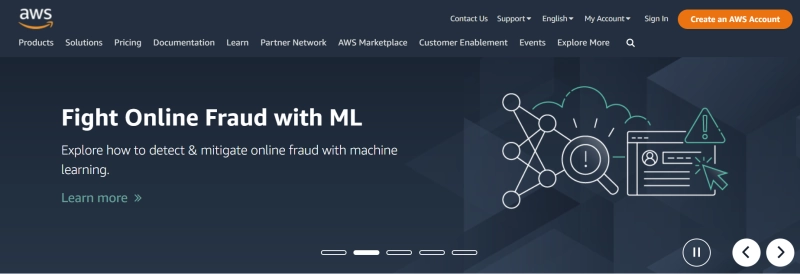 aws
Contact Us Support English My Account Sign In Create an AWS Account
Products Solutions Pricing Documentation Learn Partner Network AWS Marketplace Customer Enablement Events Explore More
Fight Online Fraud with ML
Explore how to detect & mitigate online fraud with machine
learning.
Learn more »